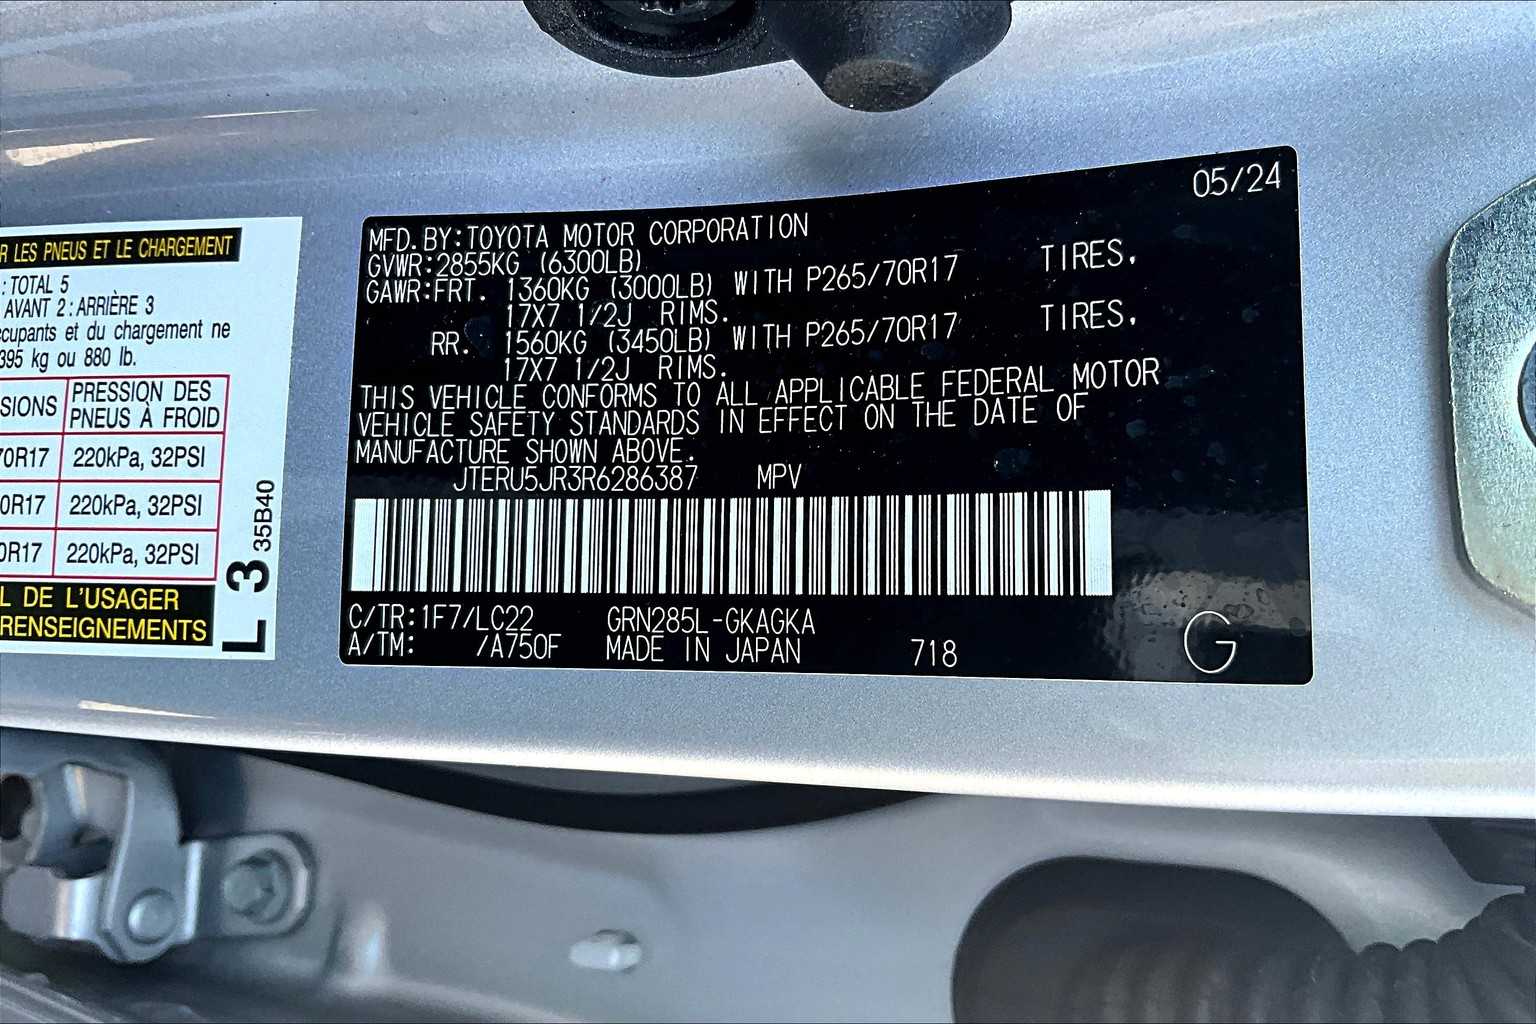 R LES PNEUS ET LE CHARGEMENT
: TOTAL 5
AVANT 2 : ARRIÈRE 3
ccupants et du chargement ne
395 kg ou 880 lb.
SIONS PRESSION DES PNEUS À FROID
70R17 220kPa, 32PSI
0R17 220kPa, 32PSI
0R17 220kPa, 32PSI
L DE L'USAGER
RENSEIGNEMENTS
L 3 35B40
05/24
MFD. BY:TOYOTA MOTOR CORPORATION
GVWR:2855KG (6300LB)
GAWR:FRT. 1360KG (3000LB) WITH P265/70R17 TIRES,
17X7 1/2J RIMS.
RR. 1560KG (3450LB) WITH P265/70R17 TIRES,
17X7 1/2J RIMS.
THIS VEHICLE CONFORMS TO ALL APPLICABLE FEDERAL MOTOR
VEHICLE SAFETY STANDARDS IN EFFECT ON THE DATE OF
MANUFACTURE SHOWN ABOVE.
JTERU5JR3R6286387 MPV
C/TR:1F7/LC22 GRN285L-GKAGKA
A/TM: /A750F MADE IN JAPAN 718 G